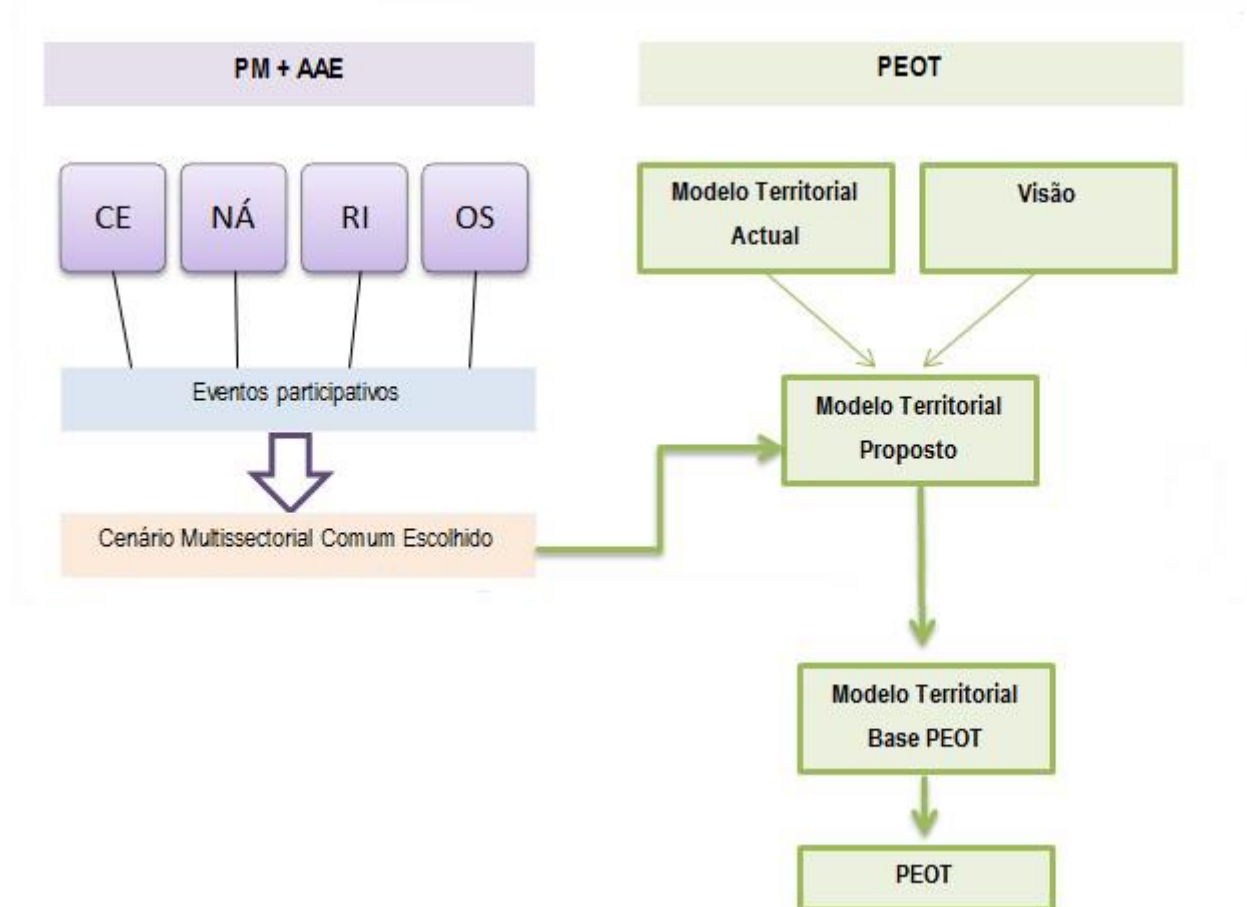 PM + AAE
CE
NÁ
RI
OS
Eventos participativos
Cenário Multissectorial Comum Escolhido
PEOT
Modelo Territorial
Actual
Visão
Modelo Territorial
Proposto
Modelo Territorial
Base PEOT
PEOT